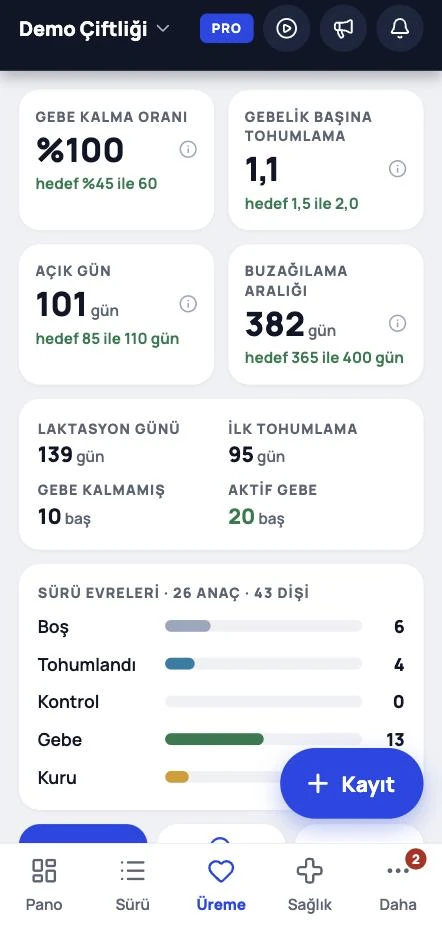 Demo Çiftliği
PRO
GEBE KALMA ORANI
%100
hedef %45 ile 60
GEBELİK BAŞINA
TOHUMLAMA
1,1
hedef 1,5 ile 2,0
AÇIK GÜN
101 gün
hedef 85 ile 110 gün
BUZAĞILAMA
ARALIĞI
382 gün
hedef 365 ile 400 gün
LAKTASYON GÜNÜ
139 gün
İLK TOHUMLAMA
95 gün
GEBE KALMAMIŞ
10 baş
AKTİF GEBE
20 baş
SÜRÜ EVRELERİ · 26 ANAÇ · 43 DİŞİ
Boş 6
Tohumlandı 4
Kontrol 0
Gebe 13
Kuru
+ Kayıt
2
Pano
Sürü
Üreme
Sağlık
Daha